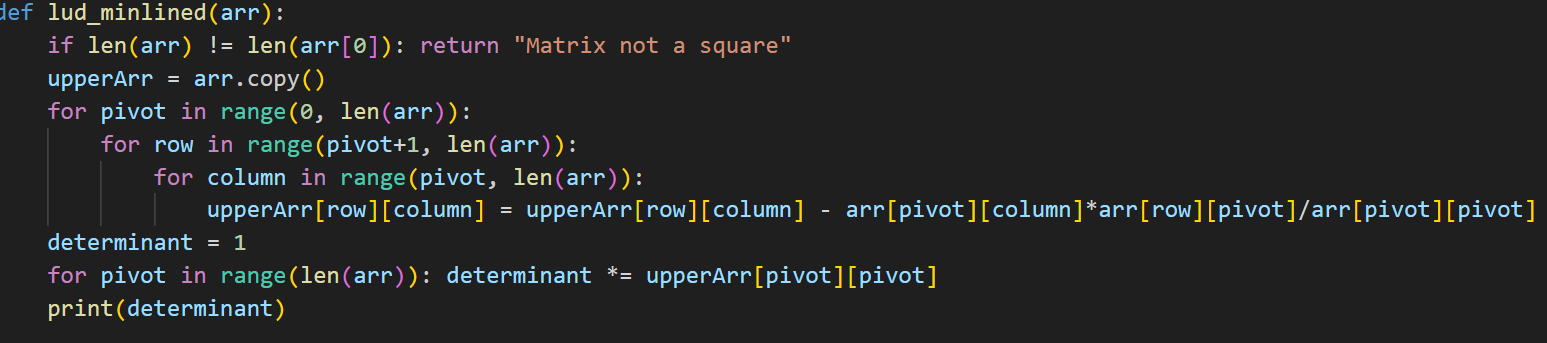 def lud_minlined(arr):
    if len(arr) != len(arr[0]): return "Matrix not a square"
    upperArr = arr.copy()
    for pivot in range(0, len(arr)):
        for row in range(pivot+1, len(arr)):
            for column in range(pivot, len(arr)):
                upperArr[row][column] = upperArr[row][column] - arr[pivot][column]*arr[row][pivot]/arr[pivot][pivot]
    determinant = 1
    for pivot in range(len(arr)): determinant *= upperArr[pivot][pivot]
    print(determinant)